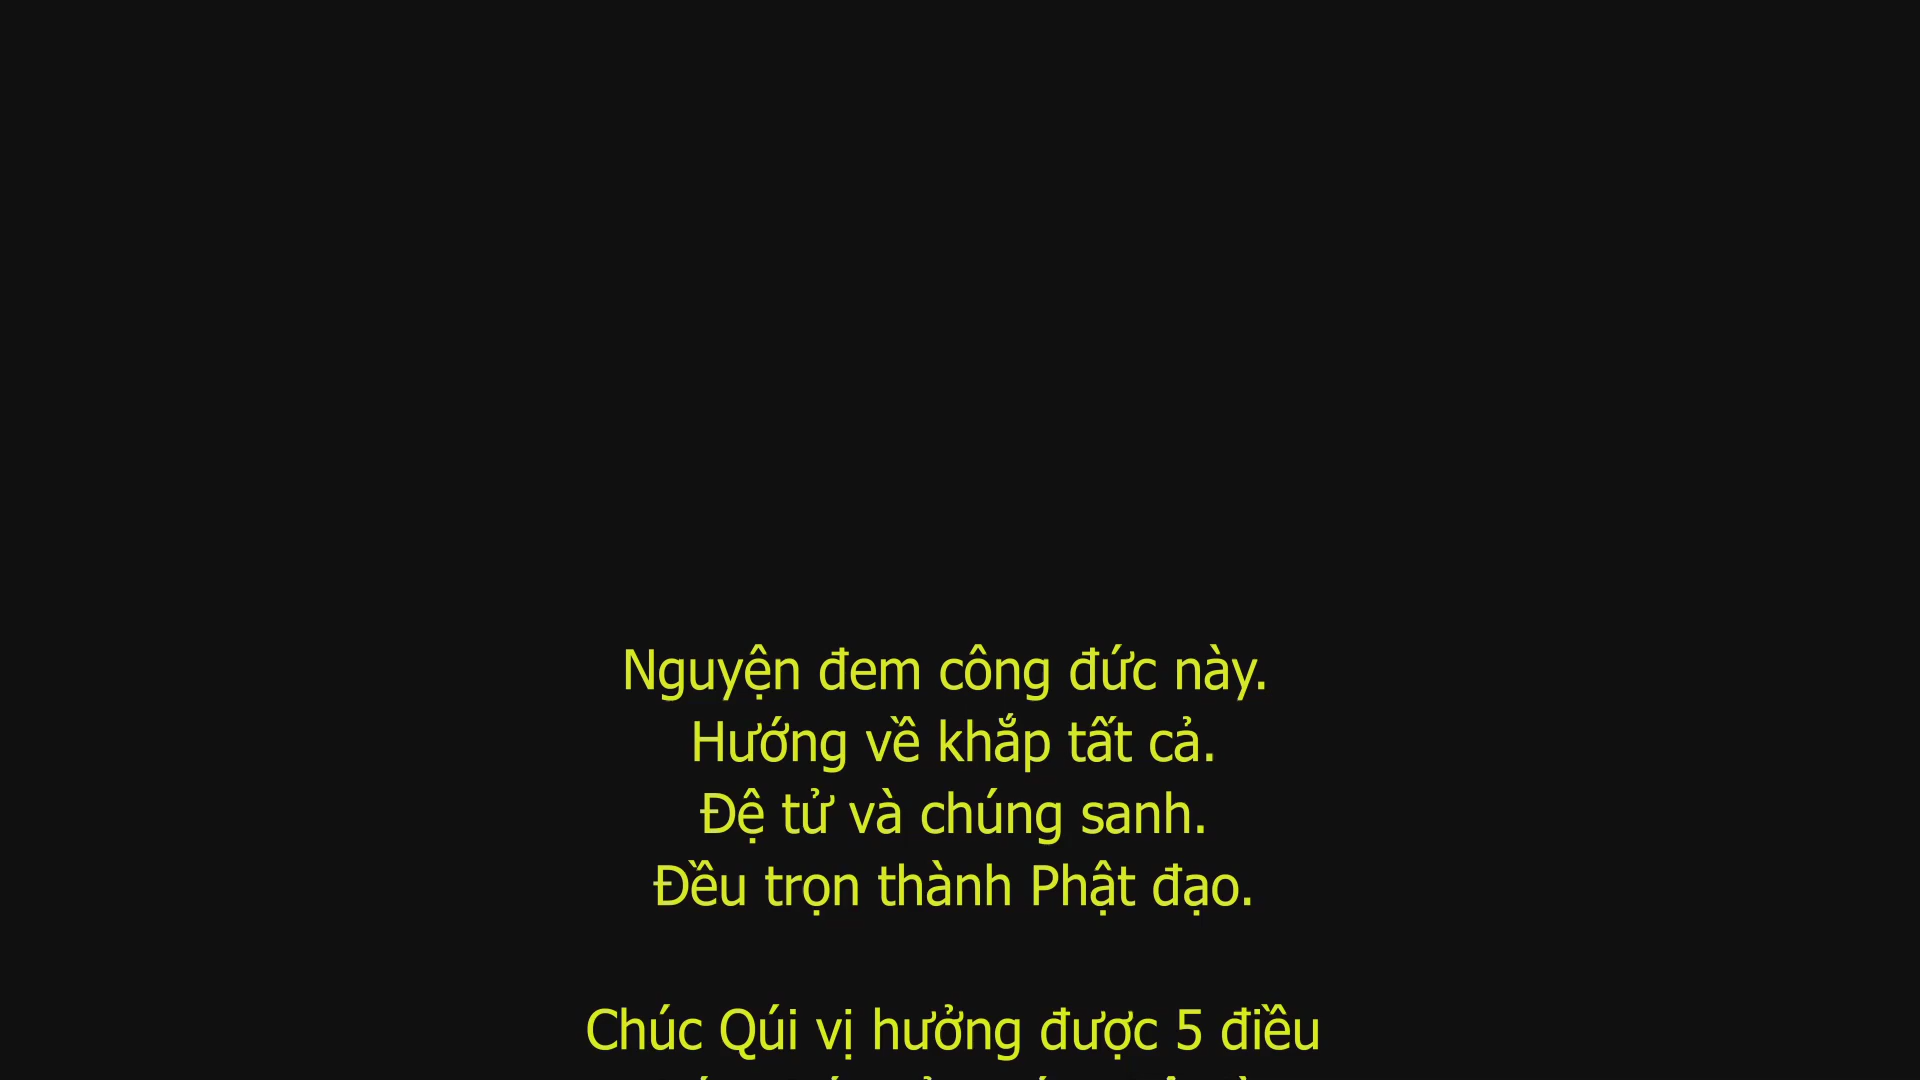 Nguyện đem công đức này.
Hướng về khắp tất cả.
Đệ tử và chúng sanh.
Đều trọn thành Phật đạo.
Chúc Qúi vị hưởng được 5 điều